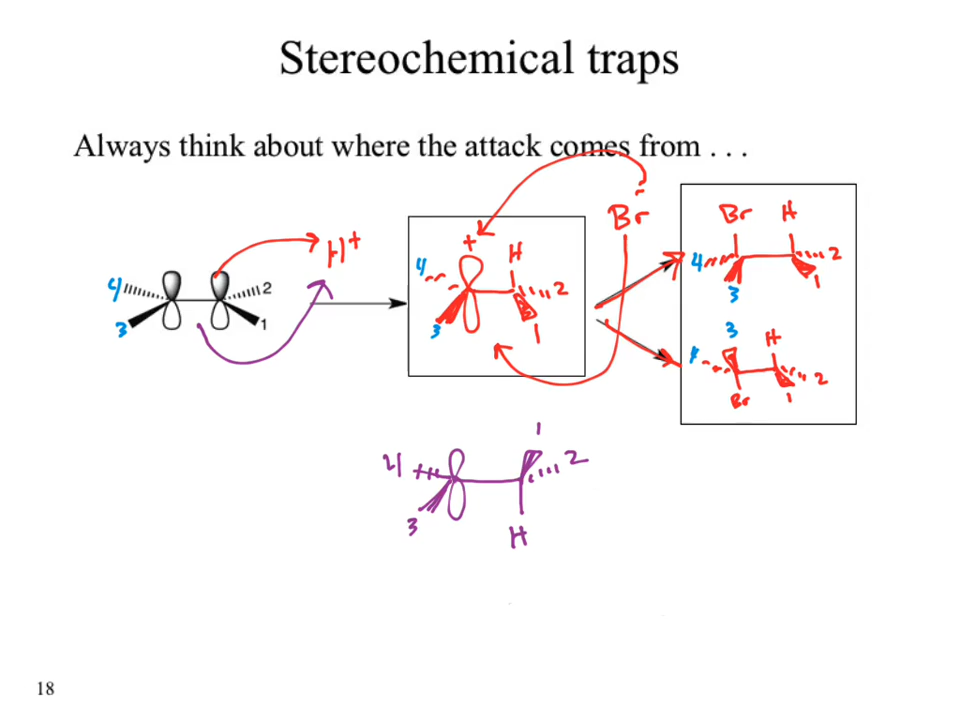 Stereochemical traps
Always think about where the attack comes from . . .
H+
4
2
3
1
+
H
4
2
3
1
Br
Br
H
4
2
3
1
3
H
4
2
Br
1
1
4
2
3
H
18